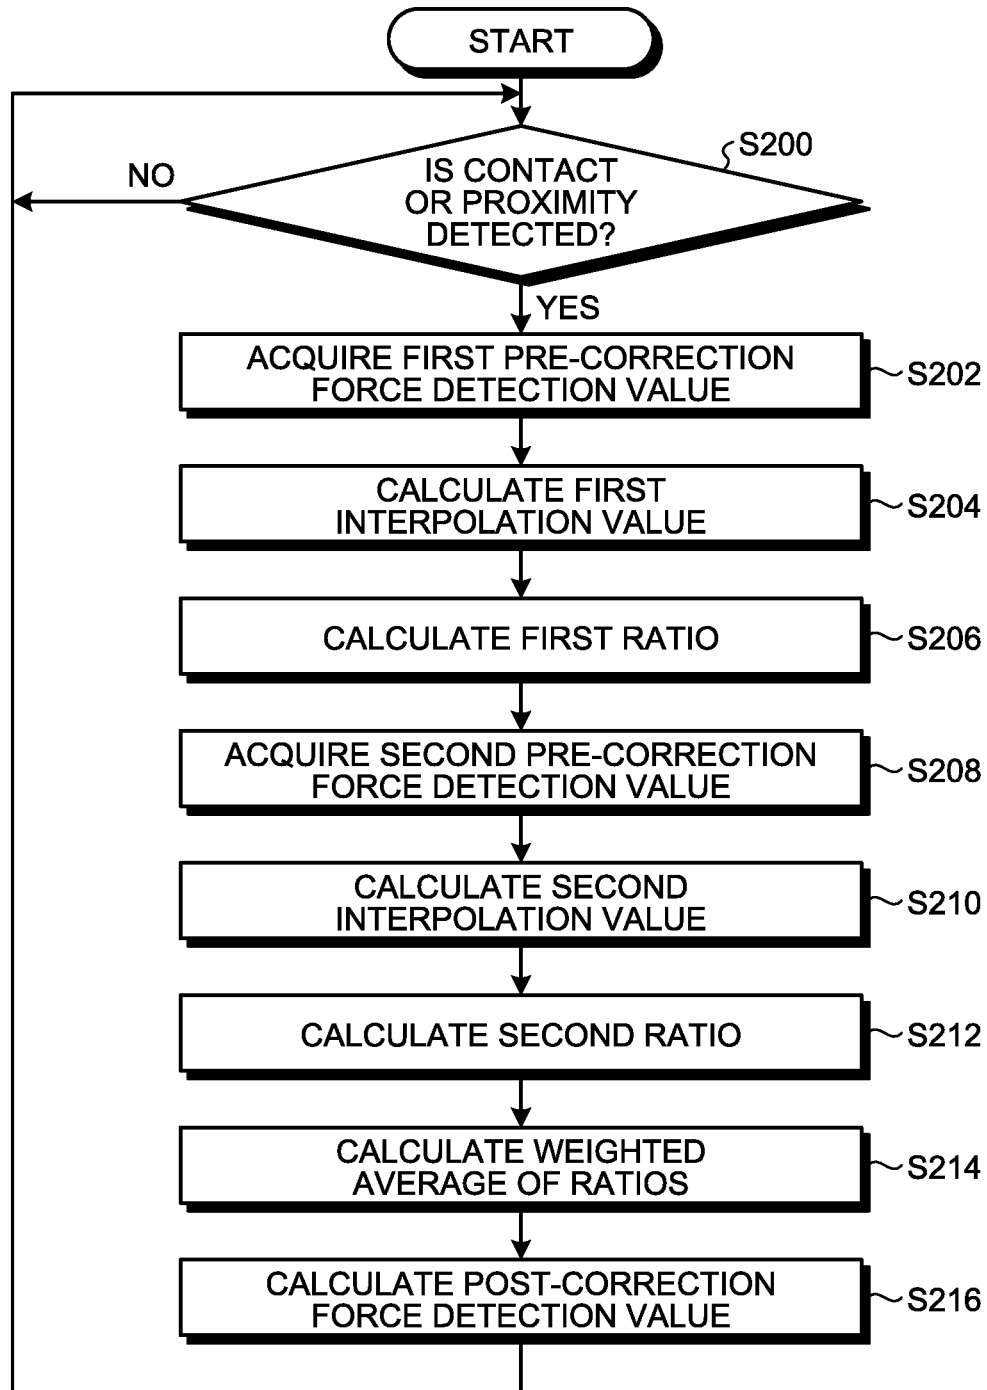 START
S200
IS CONTACT
OR PROXIMITY
DETECTED?
NO
YES
ACQUIRE FIRST PRE-CORRECTION
FORCE DETECTION VALUE
S202
CALCULATE FIRST
INTERPOLATION VALUE
S204
CALCULATE FIRST RATIO
S206
ACQUIRE SECOND PRE-CORRECTION
FORCE DETECTION VALUE
S208
CALCULATE SECOND
INTERPOLATION VALUE
S210
CALCULATE SECOND RATIO
S212
CALCULATE WEIGHTED
AVERAGE OF RATIOS
S214
CALCULATE POST-CORRECTION
FORCE DETECTION VALUE
S216